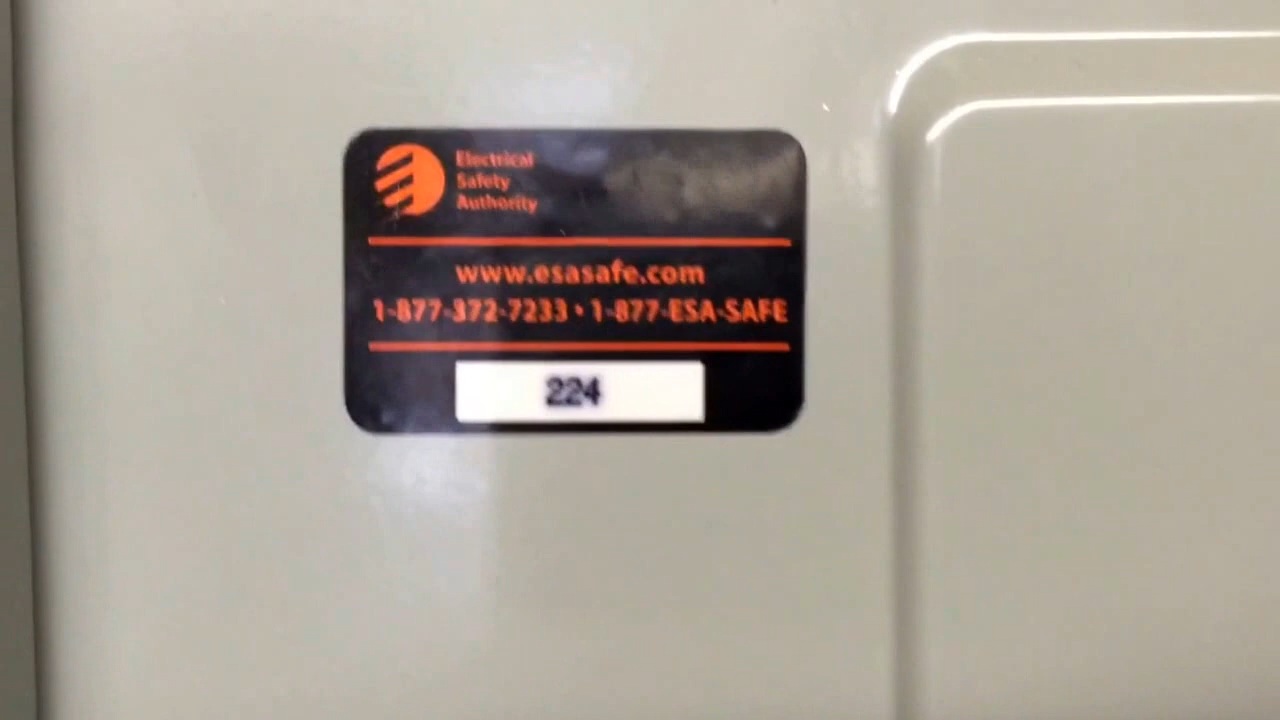 Electrical
Safety
Authority
www.esasafe.com
1-877-372-7233 • 1-877-ESA-SAFE
224